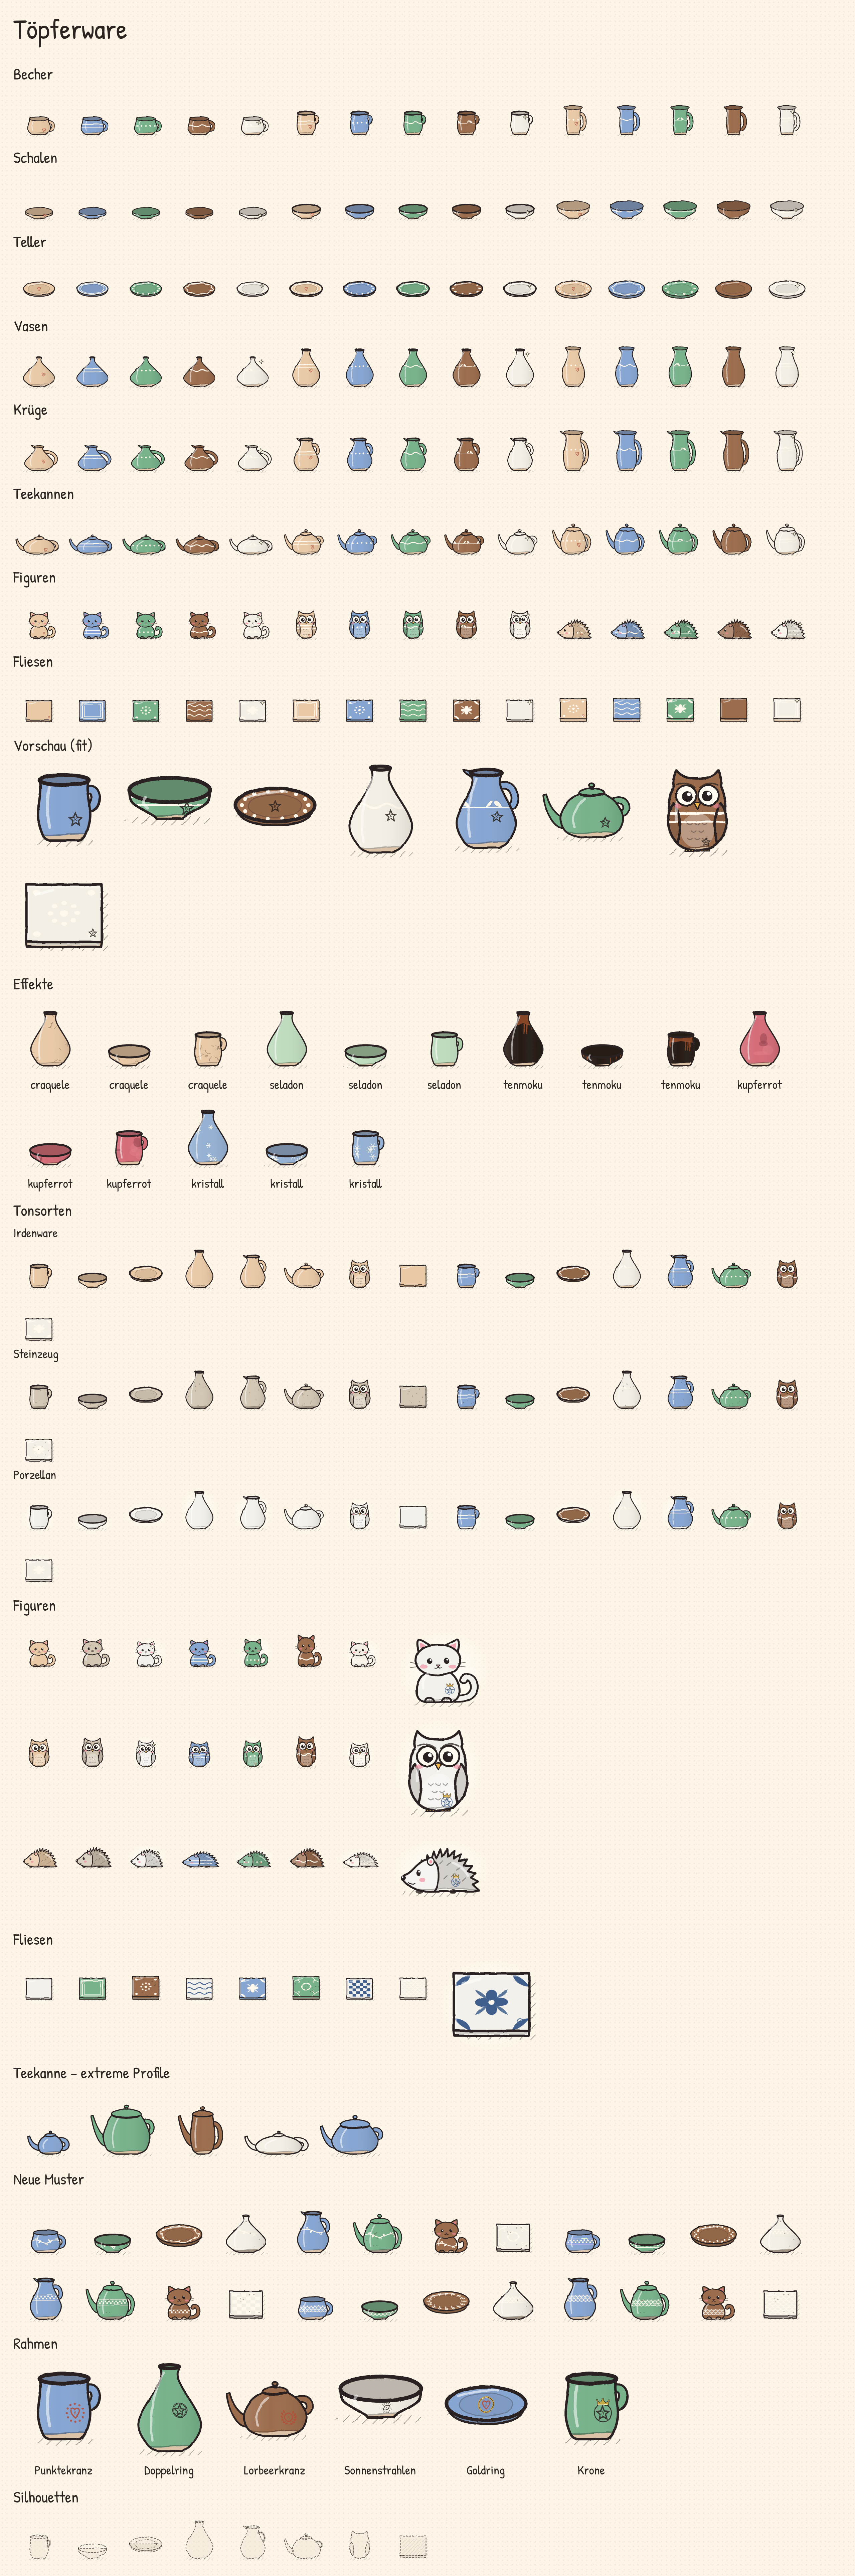 Töpferware
Becher
Schalen
Teller
Vasen
Krüge
Teekannen
Figuren
Fliesen
Vorschau (fit)
Effekte
craquele craquele craquele seladon seladon seladon tenmoku tenmoku tenmoku kupferrot
kupferrot kupferrot kristall kristall kristall
Tonsorten
Irdenware
Steinzeug
Porzellan
Figuren
Fliesen
Teekanne – extreme Profile
Neue Muster
Rahmen
Punktekranz Doppelring Lorbeerkranz Sonnenstrahlen Goldring Krone
Silhouetten